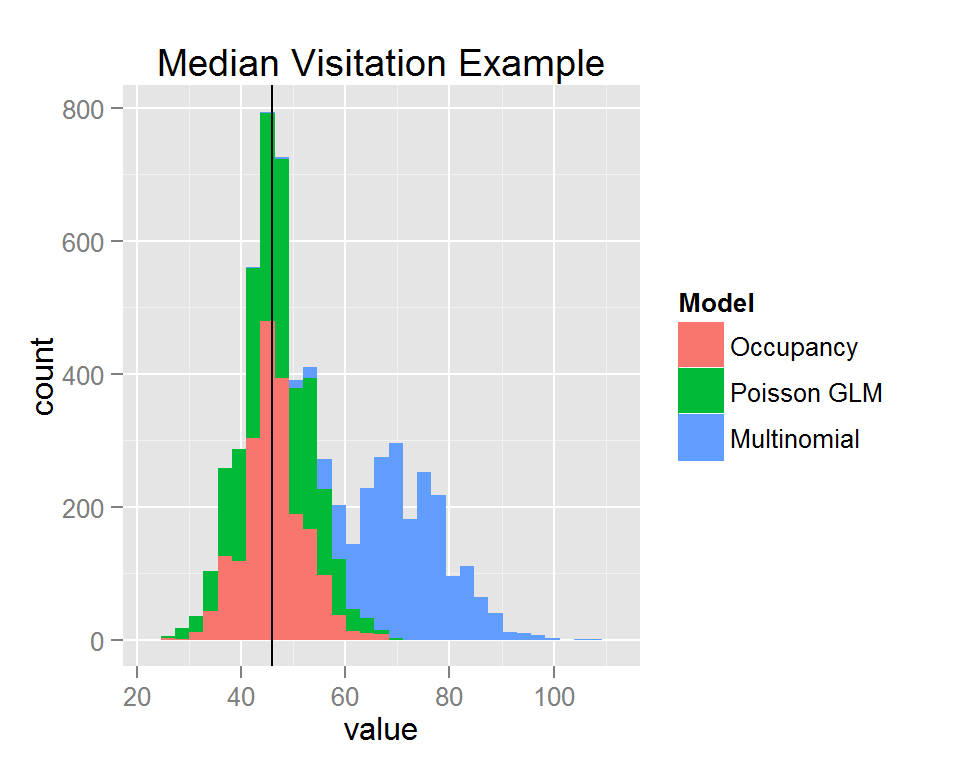 Median Visitation Example
count
800
600
400
200
0
20 40 60 80 100
value
Model
Occupancy
Poisson GLM
Multinomial